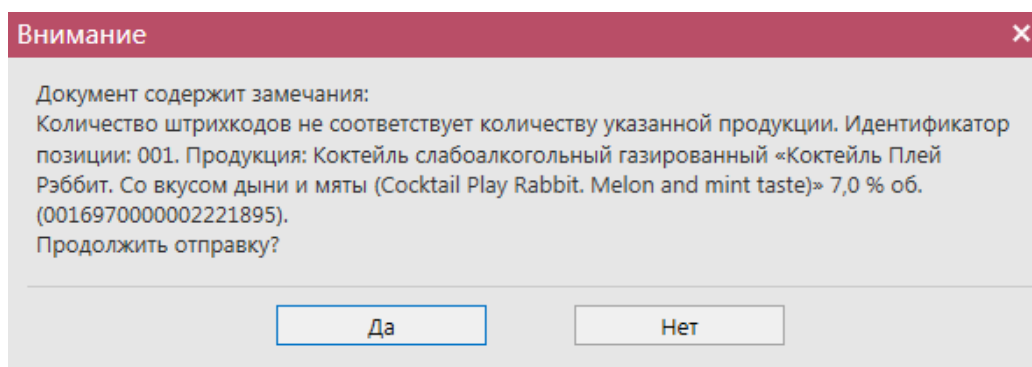 Внимание
Документ содержит замечания:
Количество штрихкодов не соответствует количеству указанной продукции. Идентификатор
позиции: 001. Продукция: Коктейль слабоалкогольный газированный «Коктейль Плей
Рэббит. Со вкусом дыни и мяты (Cocktail Play Rabbit. Melon and mint taste)» 7,0 % об.
(0016970000002221895).
Продолжить отправку?
Да
Нет